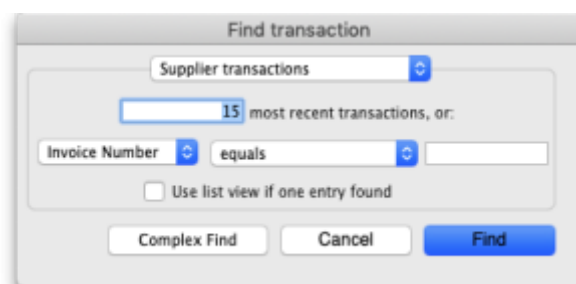 Find transaction
Supplier transactions
15 most recent transactions, or:
Invoice Number equals
Use list view if one entry found
Complex Find Cancel Find